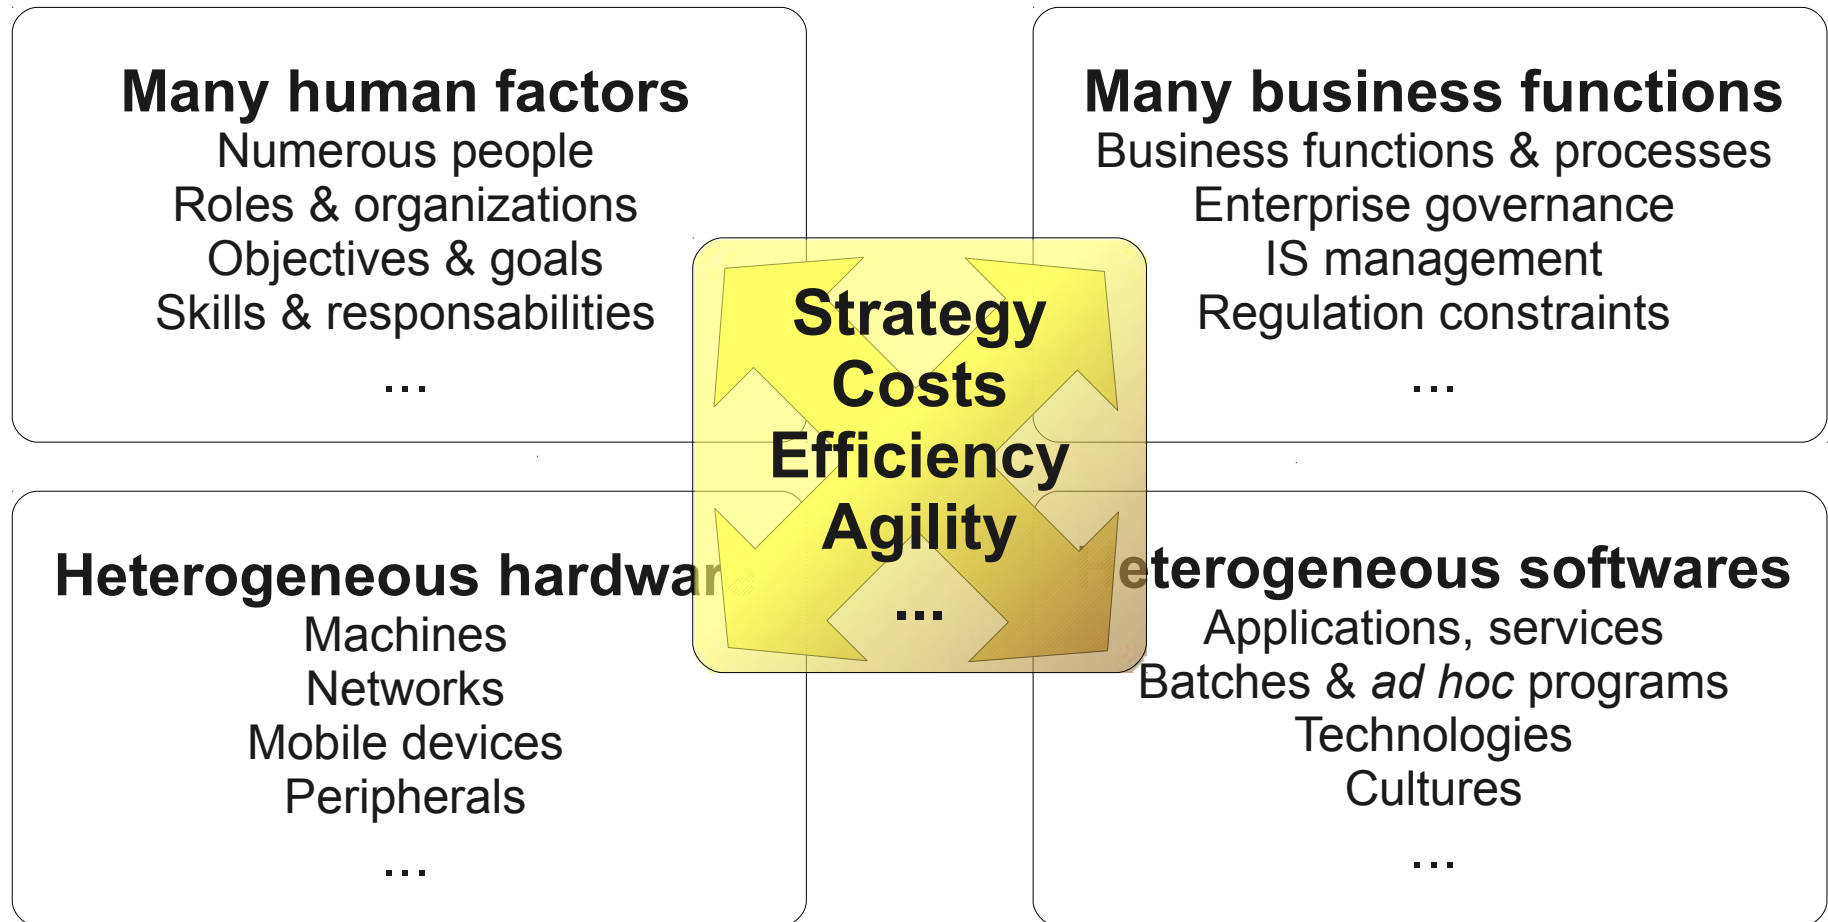 Many human factors
Numerous people
Roles & organizations
Objectives & goals
Skills & responsabilities
...
Many business functions
Business functions & processes
Enterprise governance
IS management
Regulation constraints
...
Strategy
Costs
Efficiency
Agility
...
Heterogeneous hardware
Machines
Networks
Mobile devices
Peripherals
...
Heterogeneous softwares
Applications, services
Batches & ad hoc programs
Technologies
Cultures
...